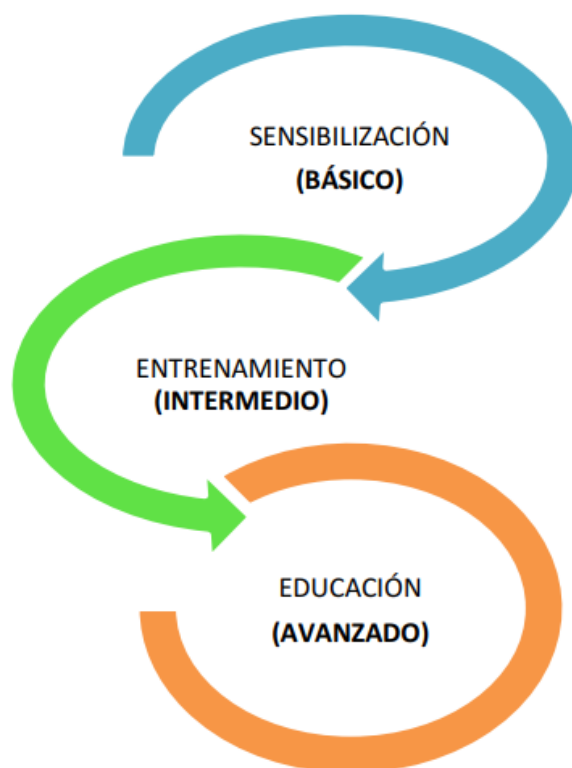 SENSIBILIZACIÓN
(BÁSICO)
ENTRENAMIENTO
(INTERMEDIO)
EDUCACIÓN
(AVANZADO)